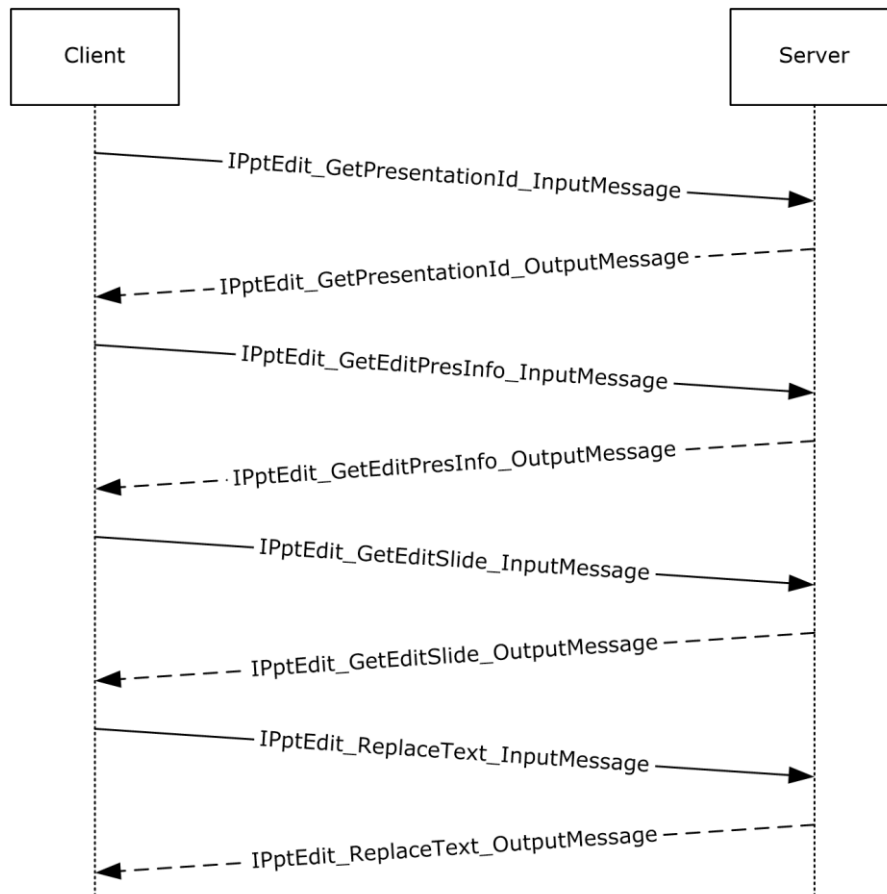 Client
Server
IPptEdit_GetPresentationId_InputMessage
IPptEdit_GetPresentationId_OutputMessage
IPptEdit_GetEditPresInfo_InputMessage
IPptEdit_GetEditPresInfo_OutputMessage
IPptEdit_GetEditSlide_InputMessage
IPptEdit_GetEditSlide_OutputMessage
IPptEdit_ReplaceText_InputMessage
IPptEdit_ReplaceText_OutputMessage